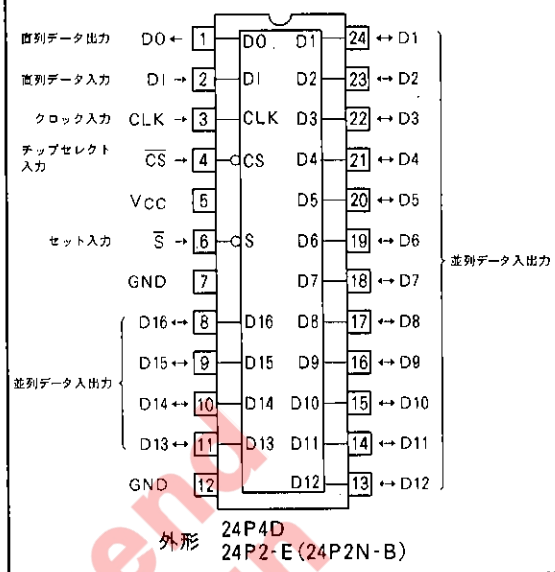 直列データ出力 DO← 1 DO D1 24 ↔D1
直列データ入力 DI→ 2 DI D2 23 ↔D2
クロック入力 CLK→ 3 CLK D3 22 ↔D3
チップセレクト
入力 C̅S̅→ 4 CS D4 21 ↔D4
VCC 5 D5 20 ↔D5
セット入力 S̅→ 6 S D6 19 ↔D6
GND 7 D7 18 ↔D7
D16↔ 8 D16 D8 17 ↔D8
D15↔ 9 D15 D9 16 ↔D9
D14↔ 10 D14 D10 15 ↔D10
D13↔ 11 D13 D11 14 ↔D11
GND 12 D12 13 ↔D12
並列データ入出力
並列データ入出力
外形 24P4D
24P2-E(24P2N-B)